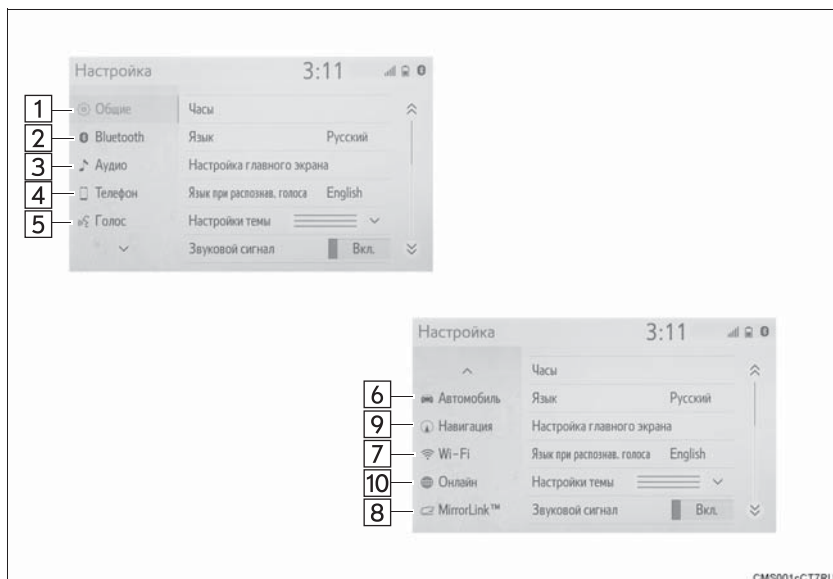 Настройка 3:11
1 Общие Часы
2 Bluetooth Язык Русский
3 Аудио Настройка главного экрана
4 Телефон Язык при распознав. голоса English
5 Голос Настройки темы
Звуковой сигнал Вкл.
Настройка 3:11
Часы
6 Автомобиль Язык Русский
9 Навигация Настройка главного экрана
7 Wi-Fi Язык при распознав. голоса English
10 Онлайн Настройки темы
8 MirrorLink™ Звуковой сигнал Вкл.